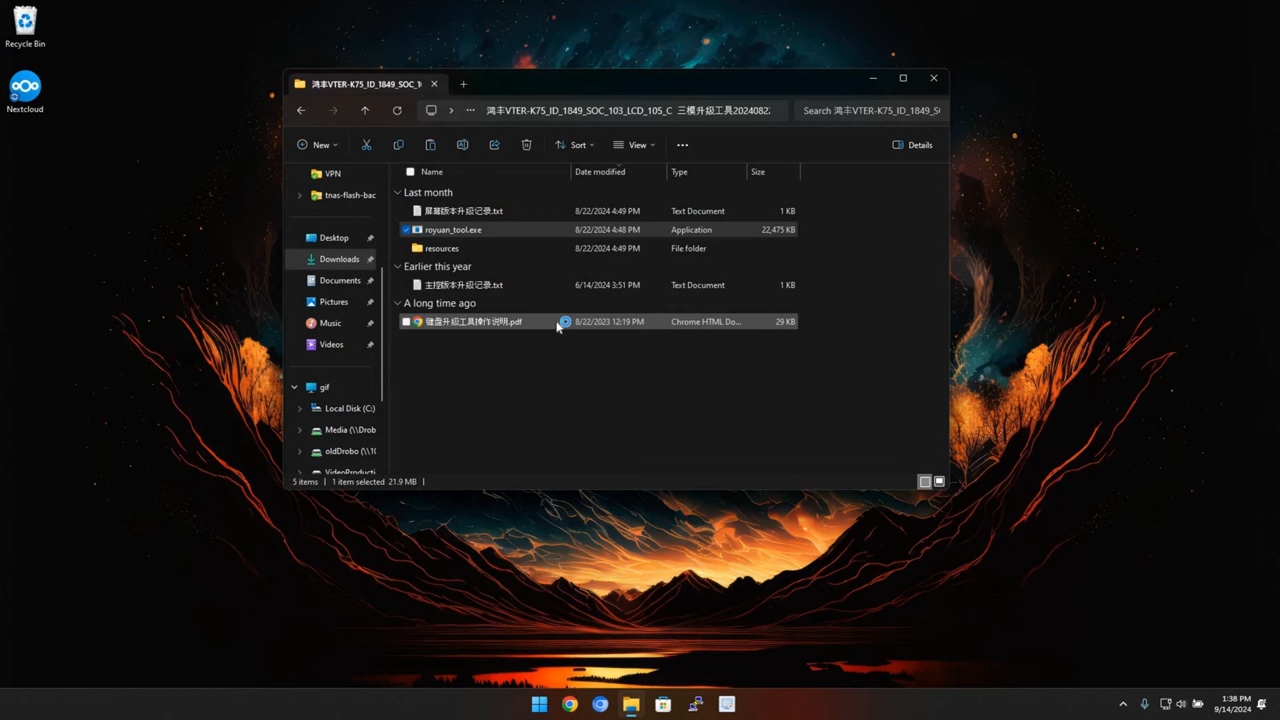 Recycle Bin
Nextcloud
鸿丰VTER-K75_ID_1849_SOC_1
鸿丰VTER-K75_ID_1849_SOC_103_LCD_105_C 三模升級工具2024082
Search 鸿丰VTER-K75_ID_1849_S
New
Sort
View
Details
Name
Date modified
Type
Size
VPN
tnas-flash-bac
Desktop
Downloads
Documents
Pictures
Music
Videos
gif
Local Disk (C:)
Media (\\Drob
oldDrobo (\\10
VideoProducti
Last month
屏幕版本升級记录.txt 8/22/2024 4:49 PM Text Document 1 KB
royuan_tool.exe 8/22/2024 4:48 PM Application 22,475 KB
resources 8/22/2024 4:49 PM File folder
Earlier this year
主控版本升級记录.txt 6/14/2024 3:51 PM Text Document 1 KB
A long time ago
键盘升級工具操作说明.pdf 8/22/2023 12:19 PM Chrome HTML Do... 29 KB
5 items 1 item selected 21.9 MB
1:38 PM
9/14/2024